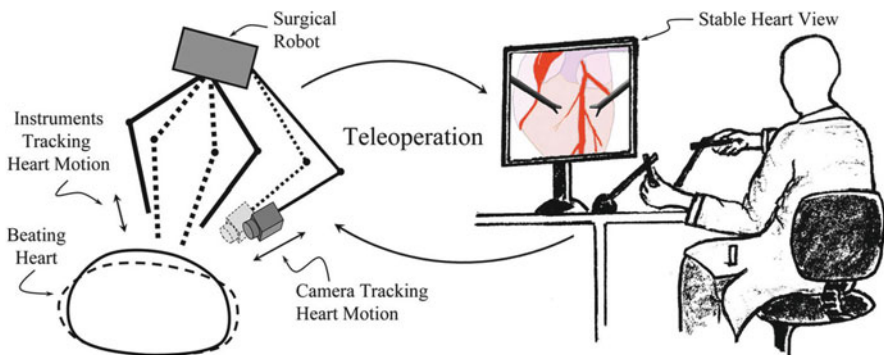 Surgical
Robot
Stable Heart View
Instruments
Tracking
Heart Motion
Teleoperation
Beating
Heart
Camera Tracking
Heart Motion